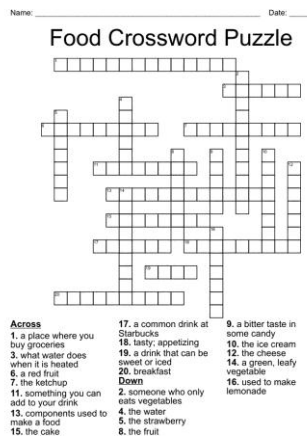 Name:
Date:
Food Crossword Puzzle
Across
1. a place where you
buy groceries
3. what water does
when it is heated
6. a red fruit
7. the ketchup
11. something you can
add to your drink
13. components used to
make a food
15. the cake
17. a common drink at
Starbucks
18. tasty; appetizing
19. a drink that can be
sweet or iced
20. breakfast
Down
2. someone who only
eats vegetables
4. the water
5. the strawberry
8. the fruit
9. a bitter taste in
some candy
10. the ice cream
12. the cheese
14. a green, leafy
vegetable
16. used to make
lemonade